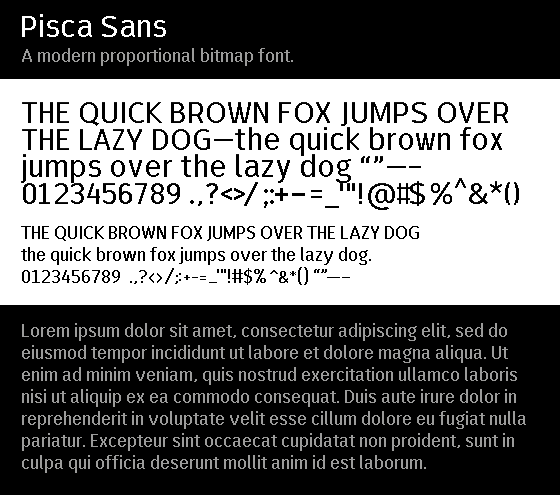 Pisca Sans
A modern proportional bitmap font.
THE QUICK BROWN FOX JUMPS OVER
THE LAZY DOG—the quick brown fox
jumps over the lazy dog “”—–
0123456789 .,?<>/ ;:+–=_'"!@#$%^&*()
THE QUICK BROWN FOX JUMPS OVER THE LAZY DOG
the quick brown fox jumps over the lazy dog.
0123456789 .,?<>/;:+-=_'"!#$% ^&*() “”—–
Lorem ipsum dolor sit amet, consectetur adipiscing elit, sed do
eiusmod tempor incididunt ut labore et dolore magna aliqua. Ut
enim ad minim veniam, quis nostrud exercitation ullamco laboris
nisi ut aliquip ex ea commodo consequat. Duis aute irure dolor in
reprehenderit in voluptate velit esse cillum dolore eu fugiat nulla
pariatur. Excepteur sint occaecat cupidatat non proident, sunt in
culpa qui officia deserunt mollit anim id est laborum.